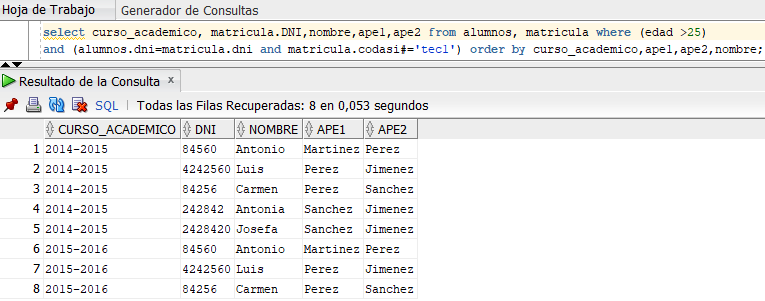 Hoja de Trabajo Generador de Consultas
select curso_academico, matricula.DNI,nombre,ape1,ape2 from alumnos, matricula where (edad >25)
and (alumnos.dni=matricula.dni and matricula.codasi#='tec1') order by curso_academico,ape1,ape2,nombre;
Resultado de la Consulta x
SQL | Todas las Filas Recuperadas: 8 en 0,053 segundos
CURSO_ACADEMICO DNI NOMBRE APE1 APE2
1 2014-2015 84560 Antonio Martinez Perez
2 2014-2015 4242560 Luis Perez Jimenez
3 2014-2015 84256 Carmen Perez Sanchez
4 2014-2015 242842 Antonia Sanchez Jimenez
5 2014-2015 2428420 Josefa Sanchez Jimenez
6 2015-2016 84560 Antonio Martinez Perez
7 2015-2016 4242560 Luis Perez Jimenez
8 2015-2016 84256 Carmen Perez Sanchez